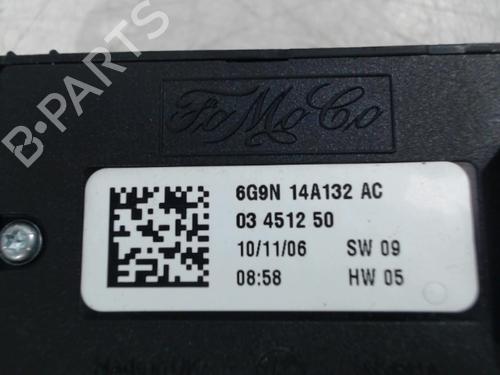 FoMoCo
6G9N 14A132 AC
03 4512 50
10/11/06 SW 09
08:58 HW 05
B-PARTS